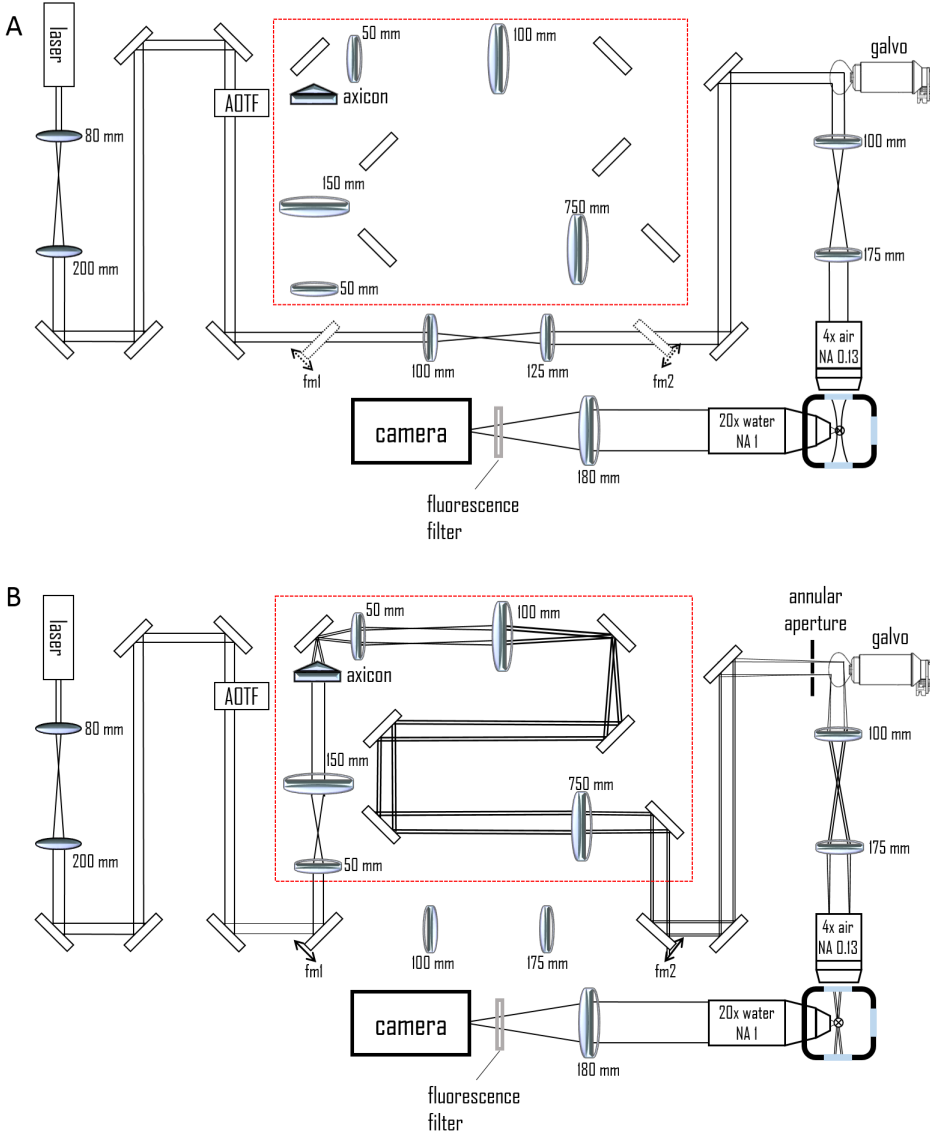 A
laser
50 mm
100 mm
galvo
axicon
AOTF
80 mm
100 mm
150 mm
750 mm
200 mm
175 mm
50 mm
4x air
NA 0.13
fm1
100 mm
125 mm
fm2
camera
20x water
NA 1
180 mm
fluorescence
filter
B
laser
50 mm
100 mm
annular
aperture
galvo
axicon
AOTF
80 mm
100 mm
150 mm
750 mm
200 mm
175 mm
50 mm
4x air
NA 0.13
fm1
100 mm
175 mm
fm2
camera
20x water
NA 1
180 mm
fluorescence
filter